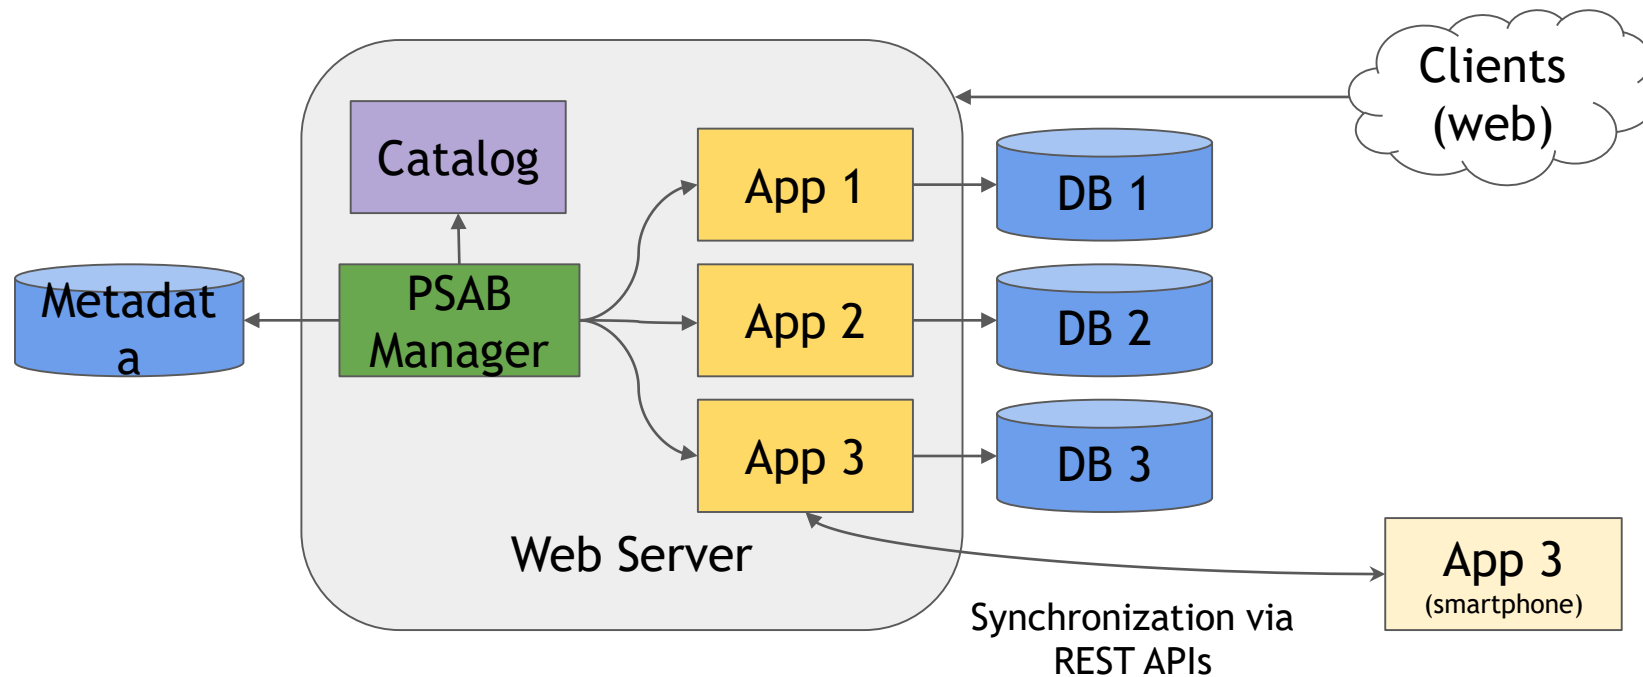 Clients
(web)
Catalog
App 1
DB 1
Metadat
a
PSAB
Manager
App 2
DB 2
App 3
DB 3
Web Server
App 3
(smartphone)
Synchronization via
REST APIs